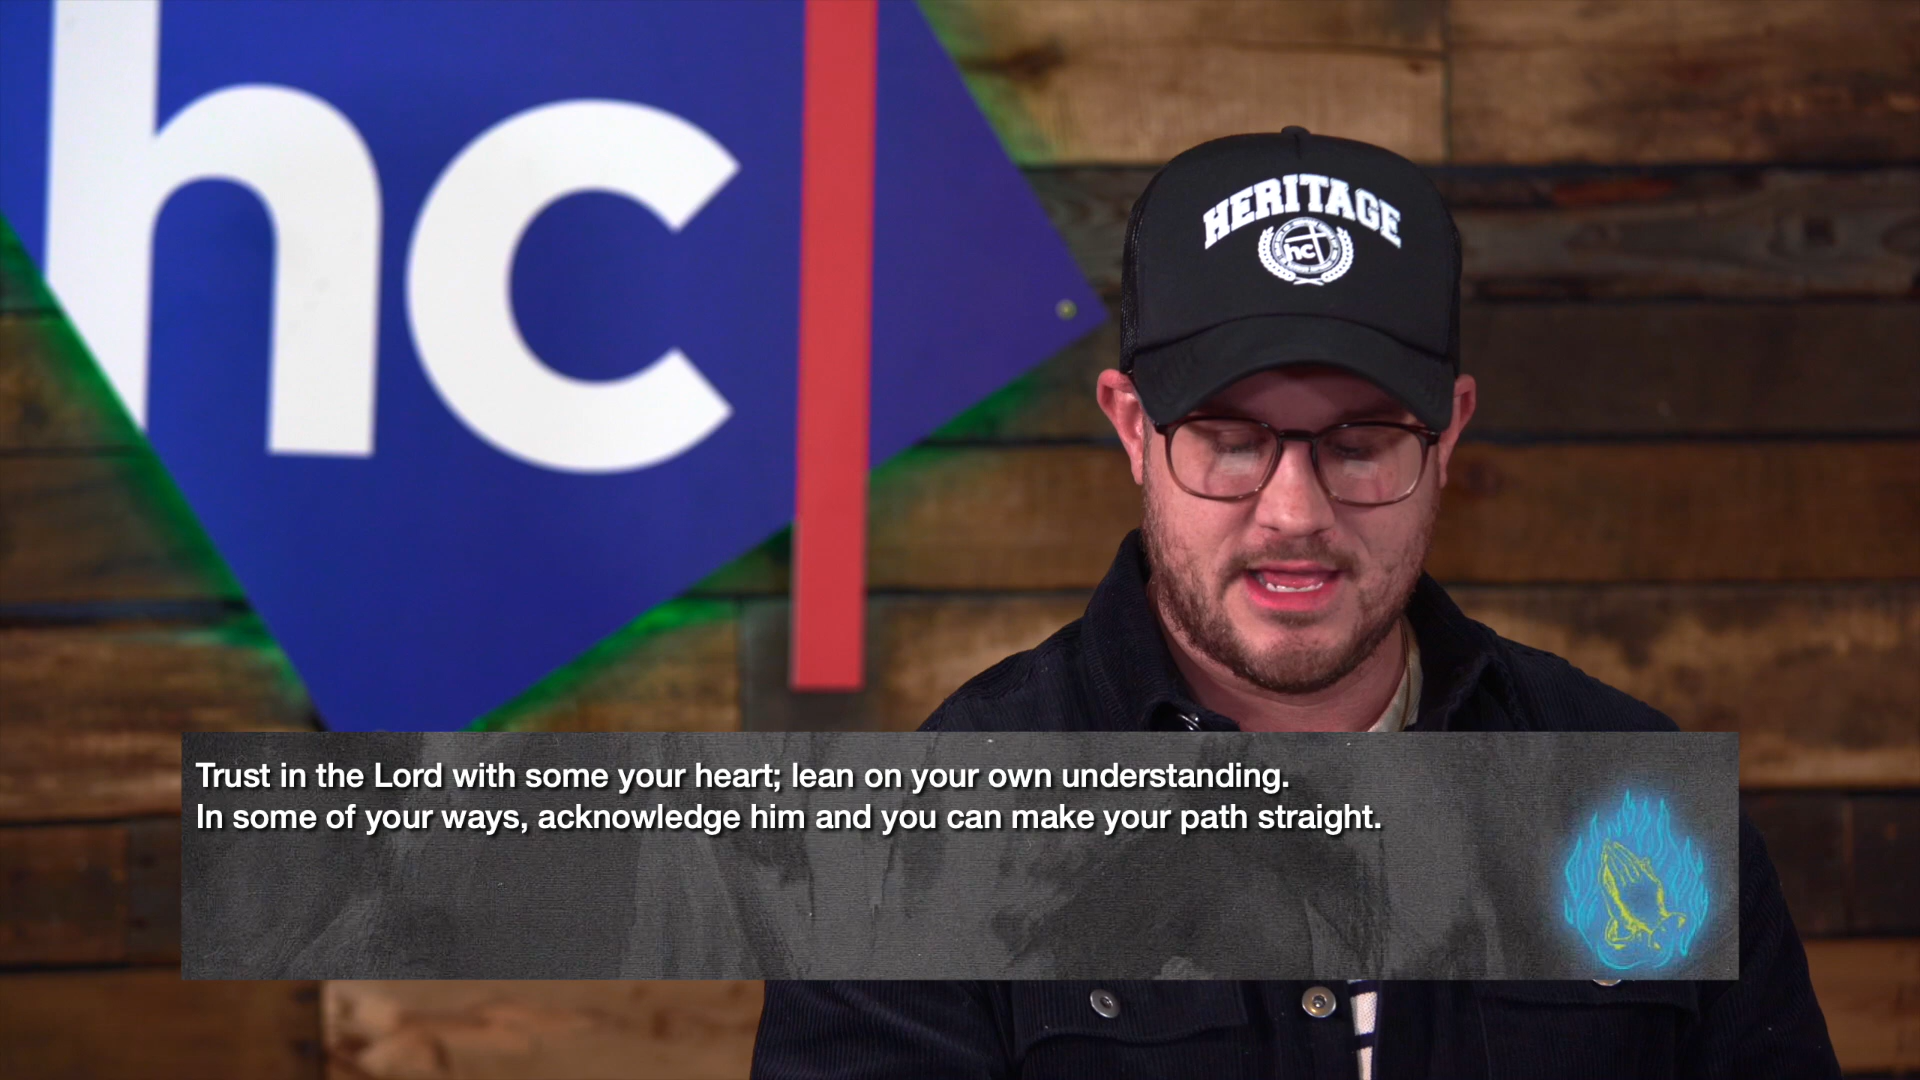 hc
HERITAGE
hc
Trust in the Lord with some your heart; lean on your own understanding.
In some of your ways, acknowledge him and you can make your path straight.